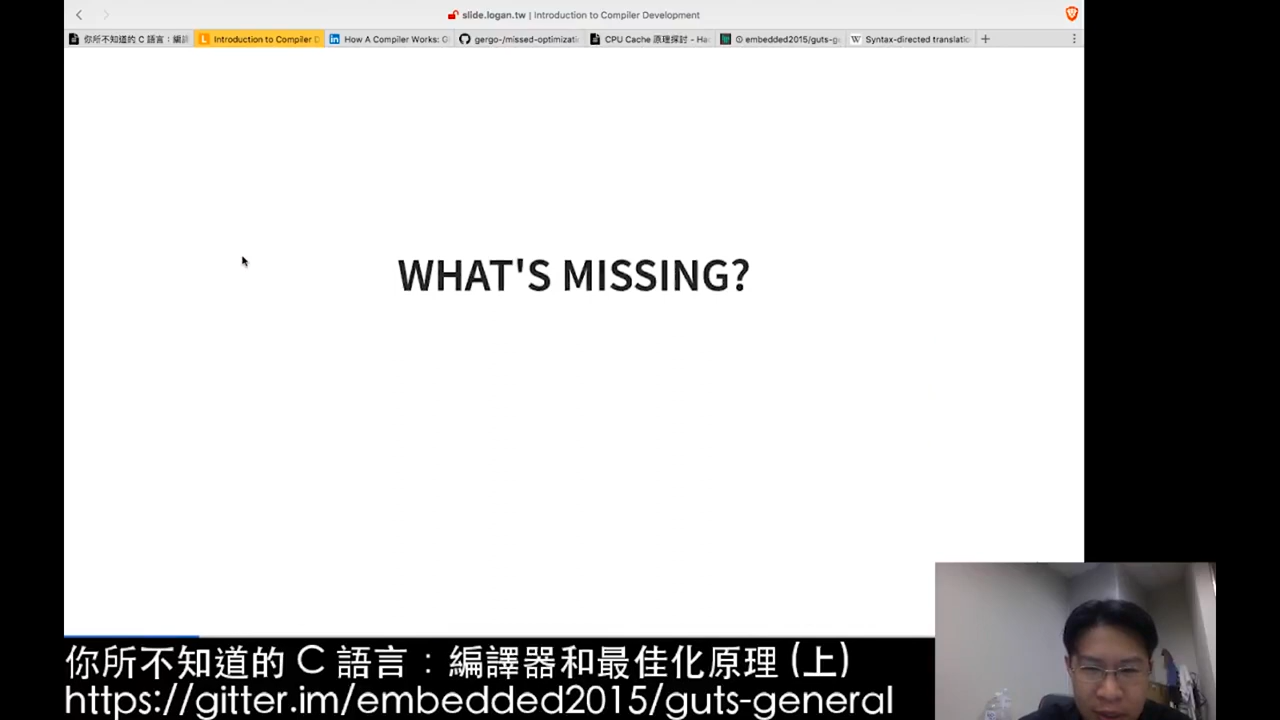 slide.logan.tw | Introduction to Compiler Development
你所不知道的 C 語言：編譯
Introduction to Compiler D
How A Compiler Works: G
gergo-/missed-optimizati
CPU Cache 原理探討 - Ha
embedded2015/guts-g
Syntax-directed translatio
WHAT'S MISSING?
你所不知道的 C 語言：編譯器和最佳化原理 (上)
https://gitter.im/embedded2015/guts-general